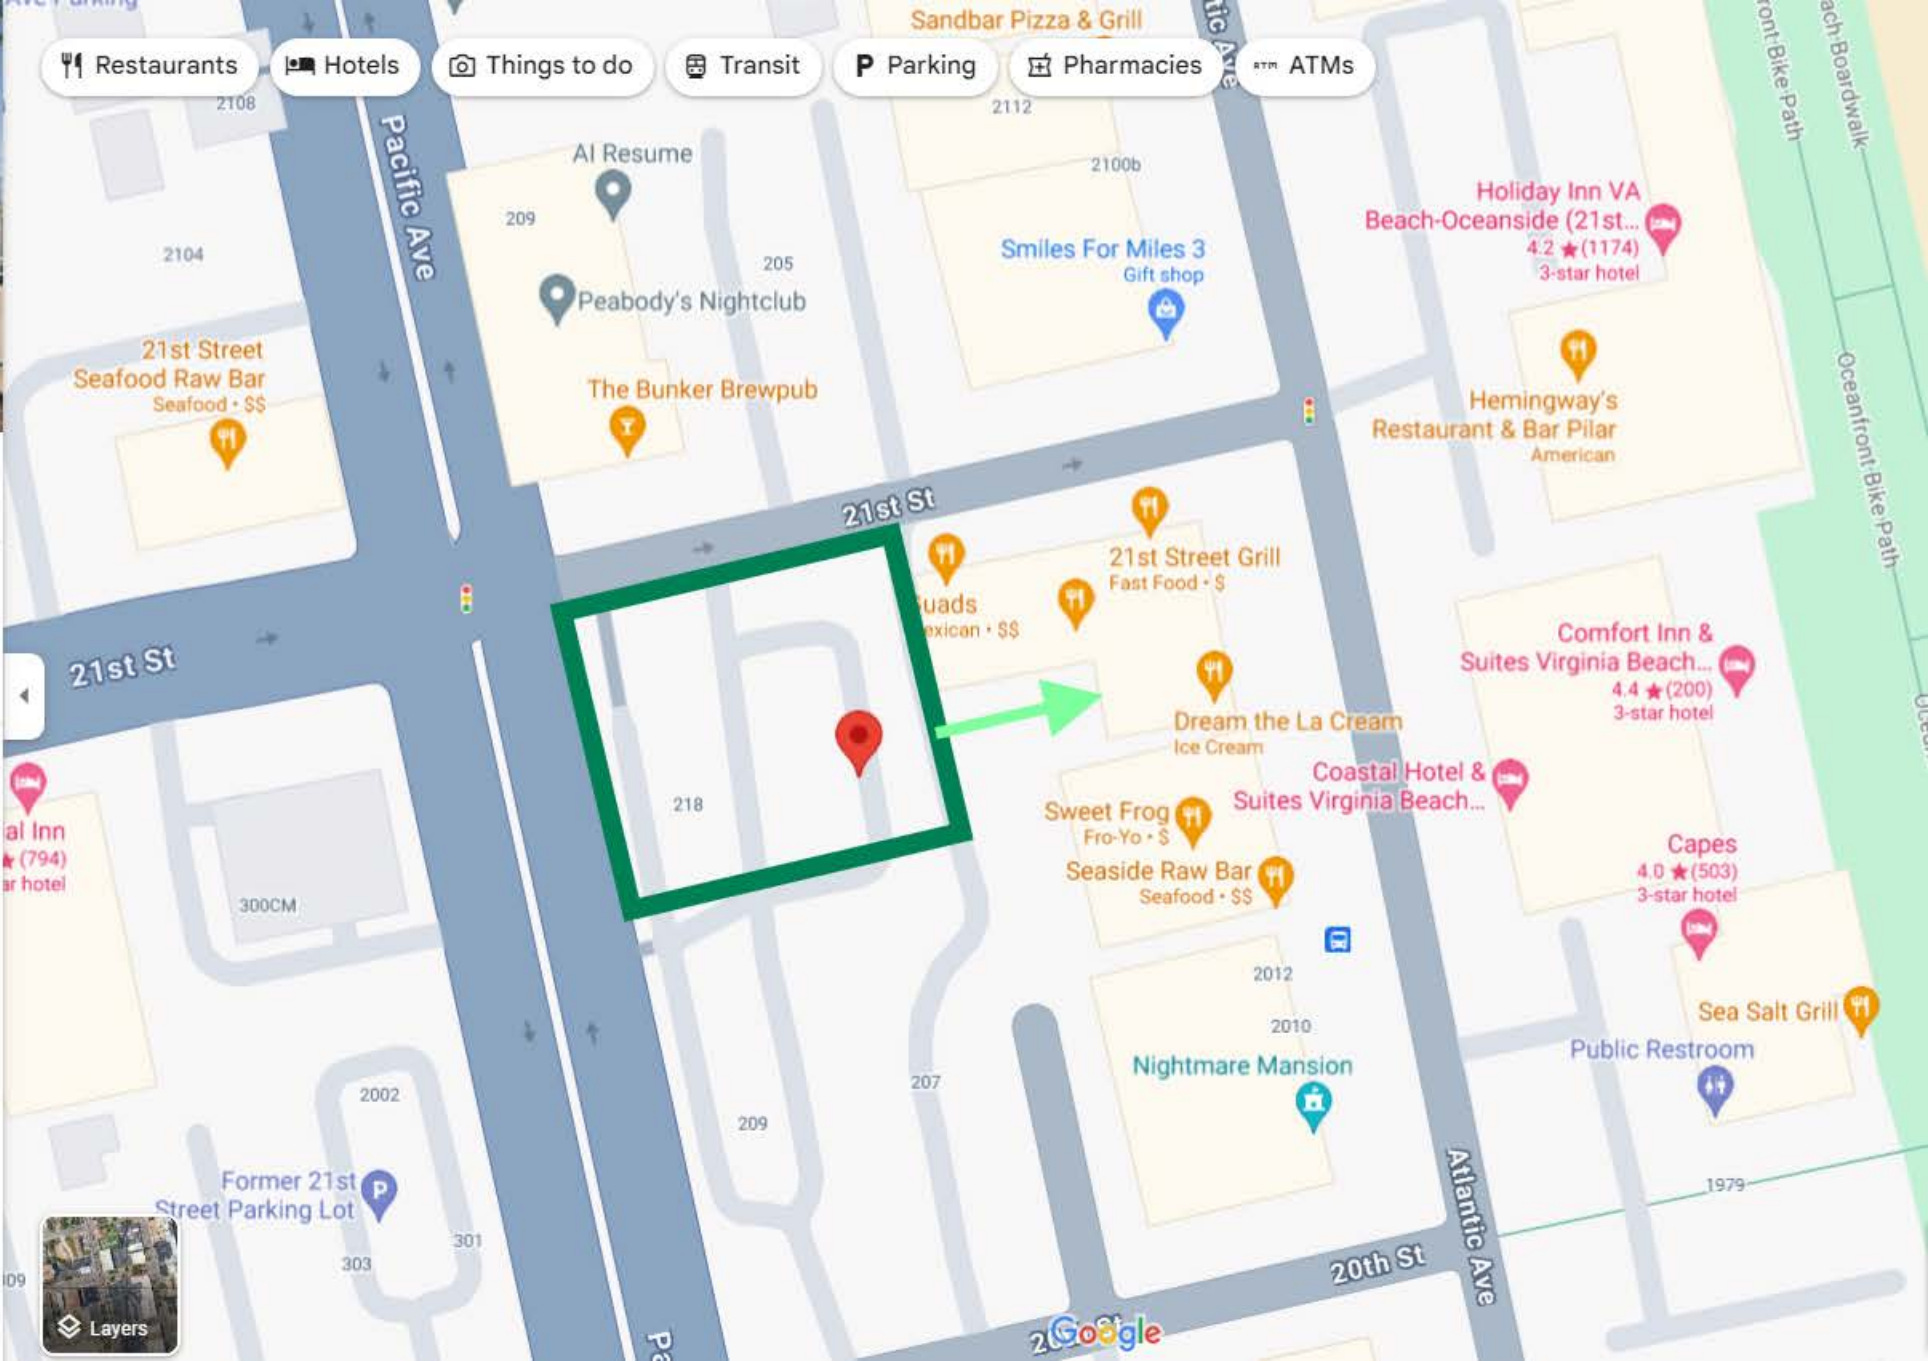 Sandbar Pizza & Grill
Restaurants
Hotels
Things to do
Transit
Parking
Pharmacies
ATM ATMs
2108
2112
Pacific Ave
AI Resume
2100b
209
2104
205
Smiles For Miles 3
Gift shop
Peabody's Nightclub
Holiday Inn VA
Beach-Oceanside (21st...
4.2 ★ (1174)
3-star hotel
Bike Path
Boardwalk
21st Street
Seafood Raw Bar
Seafood • $$
The Bunker Brewpub
Hemingway's
Restaurant & Bar Pilar
American
Oceanfront Bike Path
21st St
21st Street Grill
Fast Food • $
• $$
21st St
Comfort Inn &
Suites Virginia Beach...
4.4 ★ (200)
3-star hotel
Dream the La Cream
Ice Cream
Coastal Hotel &
Suites Virginia Beach...
218
Sweet Frog
Fro-Yo • $
Seaside Raw Bar
Seafood • $$
Inn
(794)
hotel
Capes
4.0 ★ (503)
3-star hotel
300CM
2012
2010
Sea Salt Grill
Public Restroom
Nightmare Mansion
207
2002
209
Former 21st
Street Parking Lot
P
301
303
1979
Atlantic Ave
20th St
Layers
Google